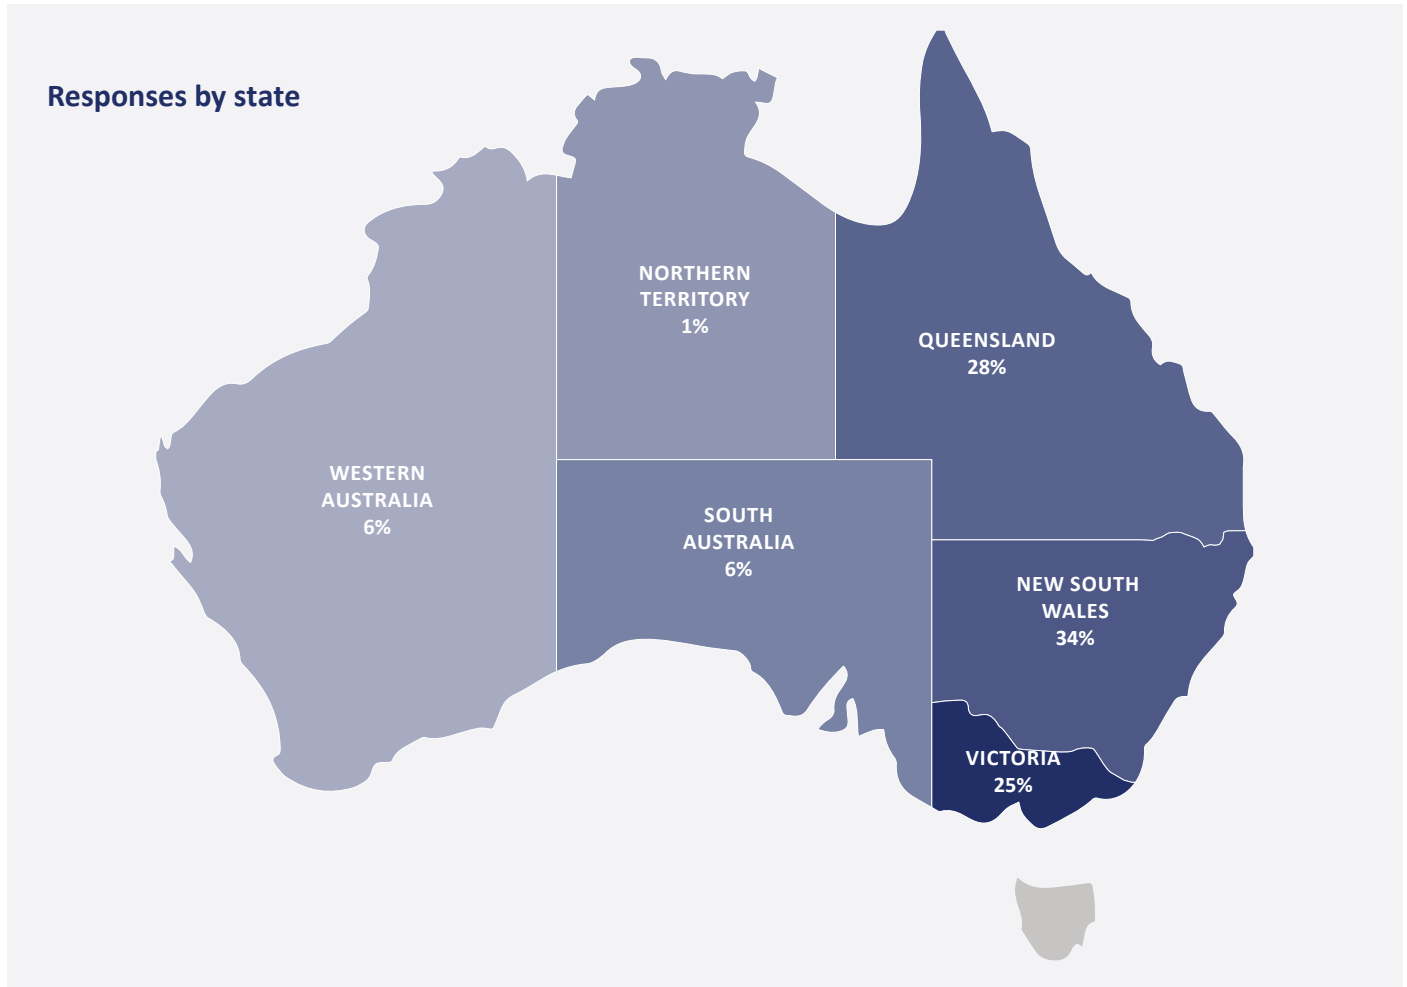 Responses by state
NORTHERN
TERRITORY
1%
QUEENSLAND
28%
WESTERN
AUSTRALIA
6%
SOUTH
AUSTRALIA
6%
NEW SOUTH
WALES
34%
VICTORIA
25%